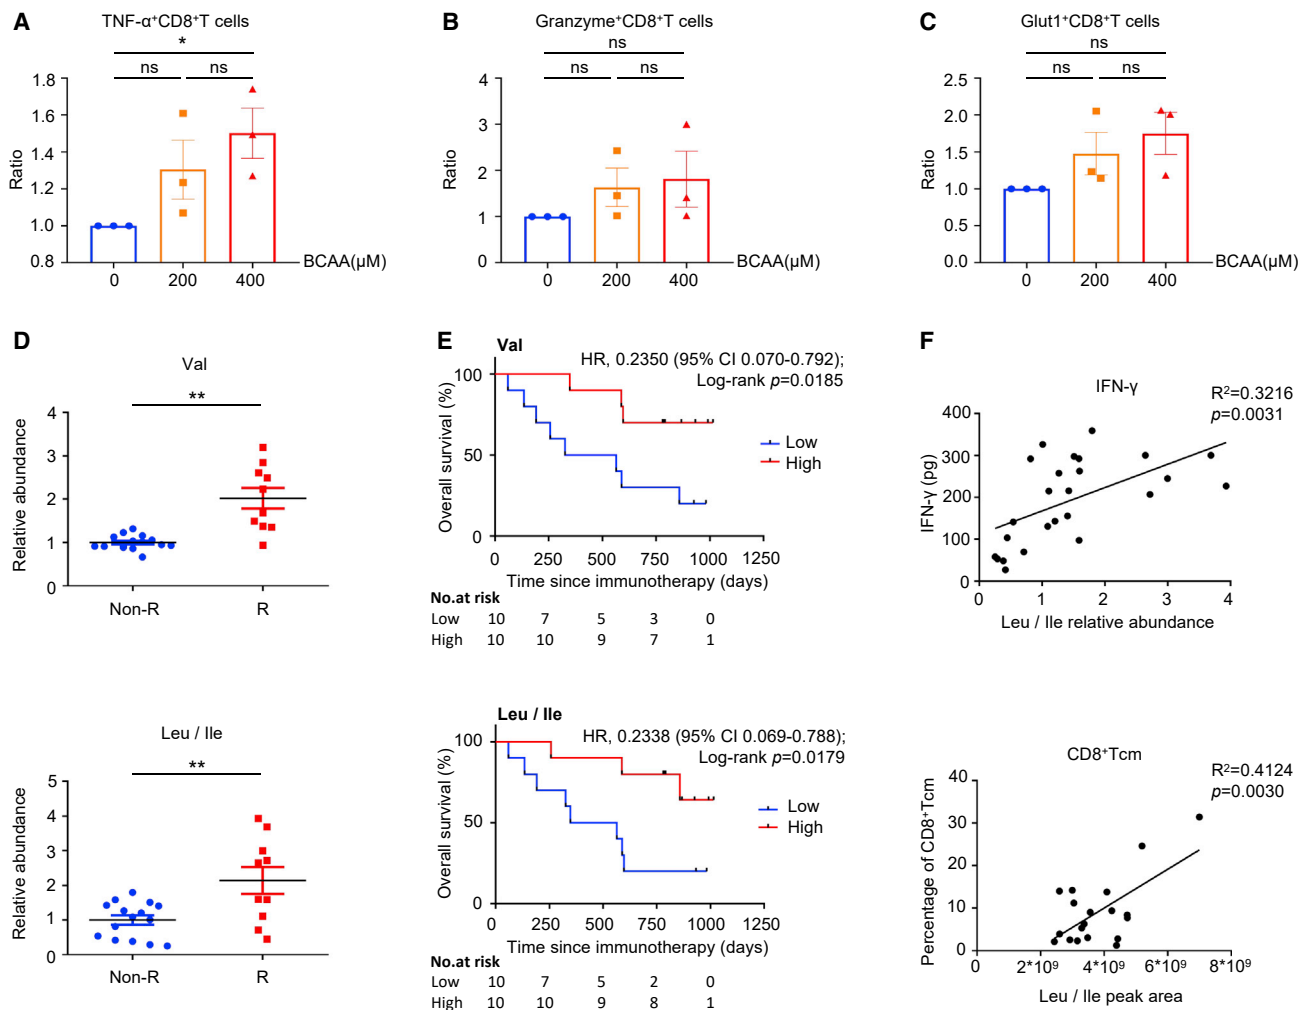 A
TNF-α⁺CD8⁺T cells
*
ns ns
Ratio
1.8
1.6
1.4
1.2
1.0
0.8
0 200 400
BCAA(μM)
B
Granzyme⁺CD8⁺T cells
ns
ns ns
Ratio
4
3
2
1
0
0 200 400
BCAA(μM)
C
Glut1⁺CD8⁺T cells
ns
ns ns
Ratio
2.5
2.0
1.5
1.0
0.5
0.0
0 200 400
BCAA(μM)
D
Val
**
Relative abundance
4
3
2
1
0
Non-R R
Leu / Ile
**
Relative abundance
5
4
3
2
1
0
Non-R R
E
Val
HR, 0.2350 (95% CI 0.070-0.792);
Log-rank p=0.0185
Overall survival (%)
100
50
0
Low
High
0 250 500 750 1000 1250
Time since immunotherapy (days)
No.at risk
Low 10 7 5 3 0
High 10 10 9 7 1
Leu / Ile
HR, 0.2338 (95% CI 0.069-0.788);
Log-rank p=0.0179
Overall survival (%)
100
50
0
Low
High
0 250 500 750 1000 1250
Time since immunotherapy (days)
No.at risk
Low 10 7 5 2 0
High 10 10 9 8 1
F
IFN-γ
R²=0.3216
p=0.0031
IFN-γ (pg)
400
300
200
100
0
0 1 2 3 4
Leu / Ile relative abundance
CD8⁺Tcm
R²=0.4124
p=0.0030
Percentage of CD8⁺Tcm
40
30
20
10
0
0 2*10⁹ 4*10⁹ 6*10⁹ 8*10⁹
Leu / Ile peak area